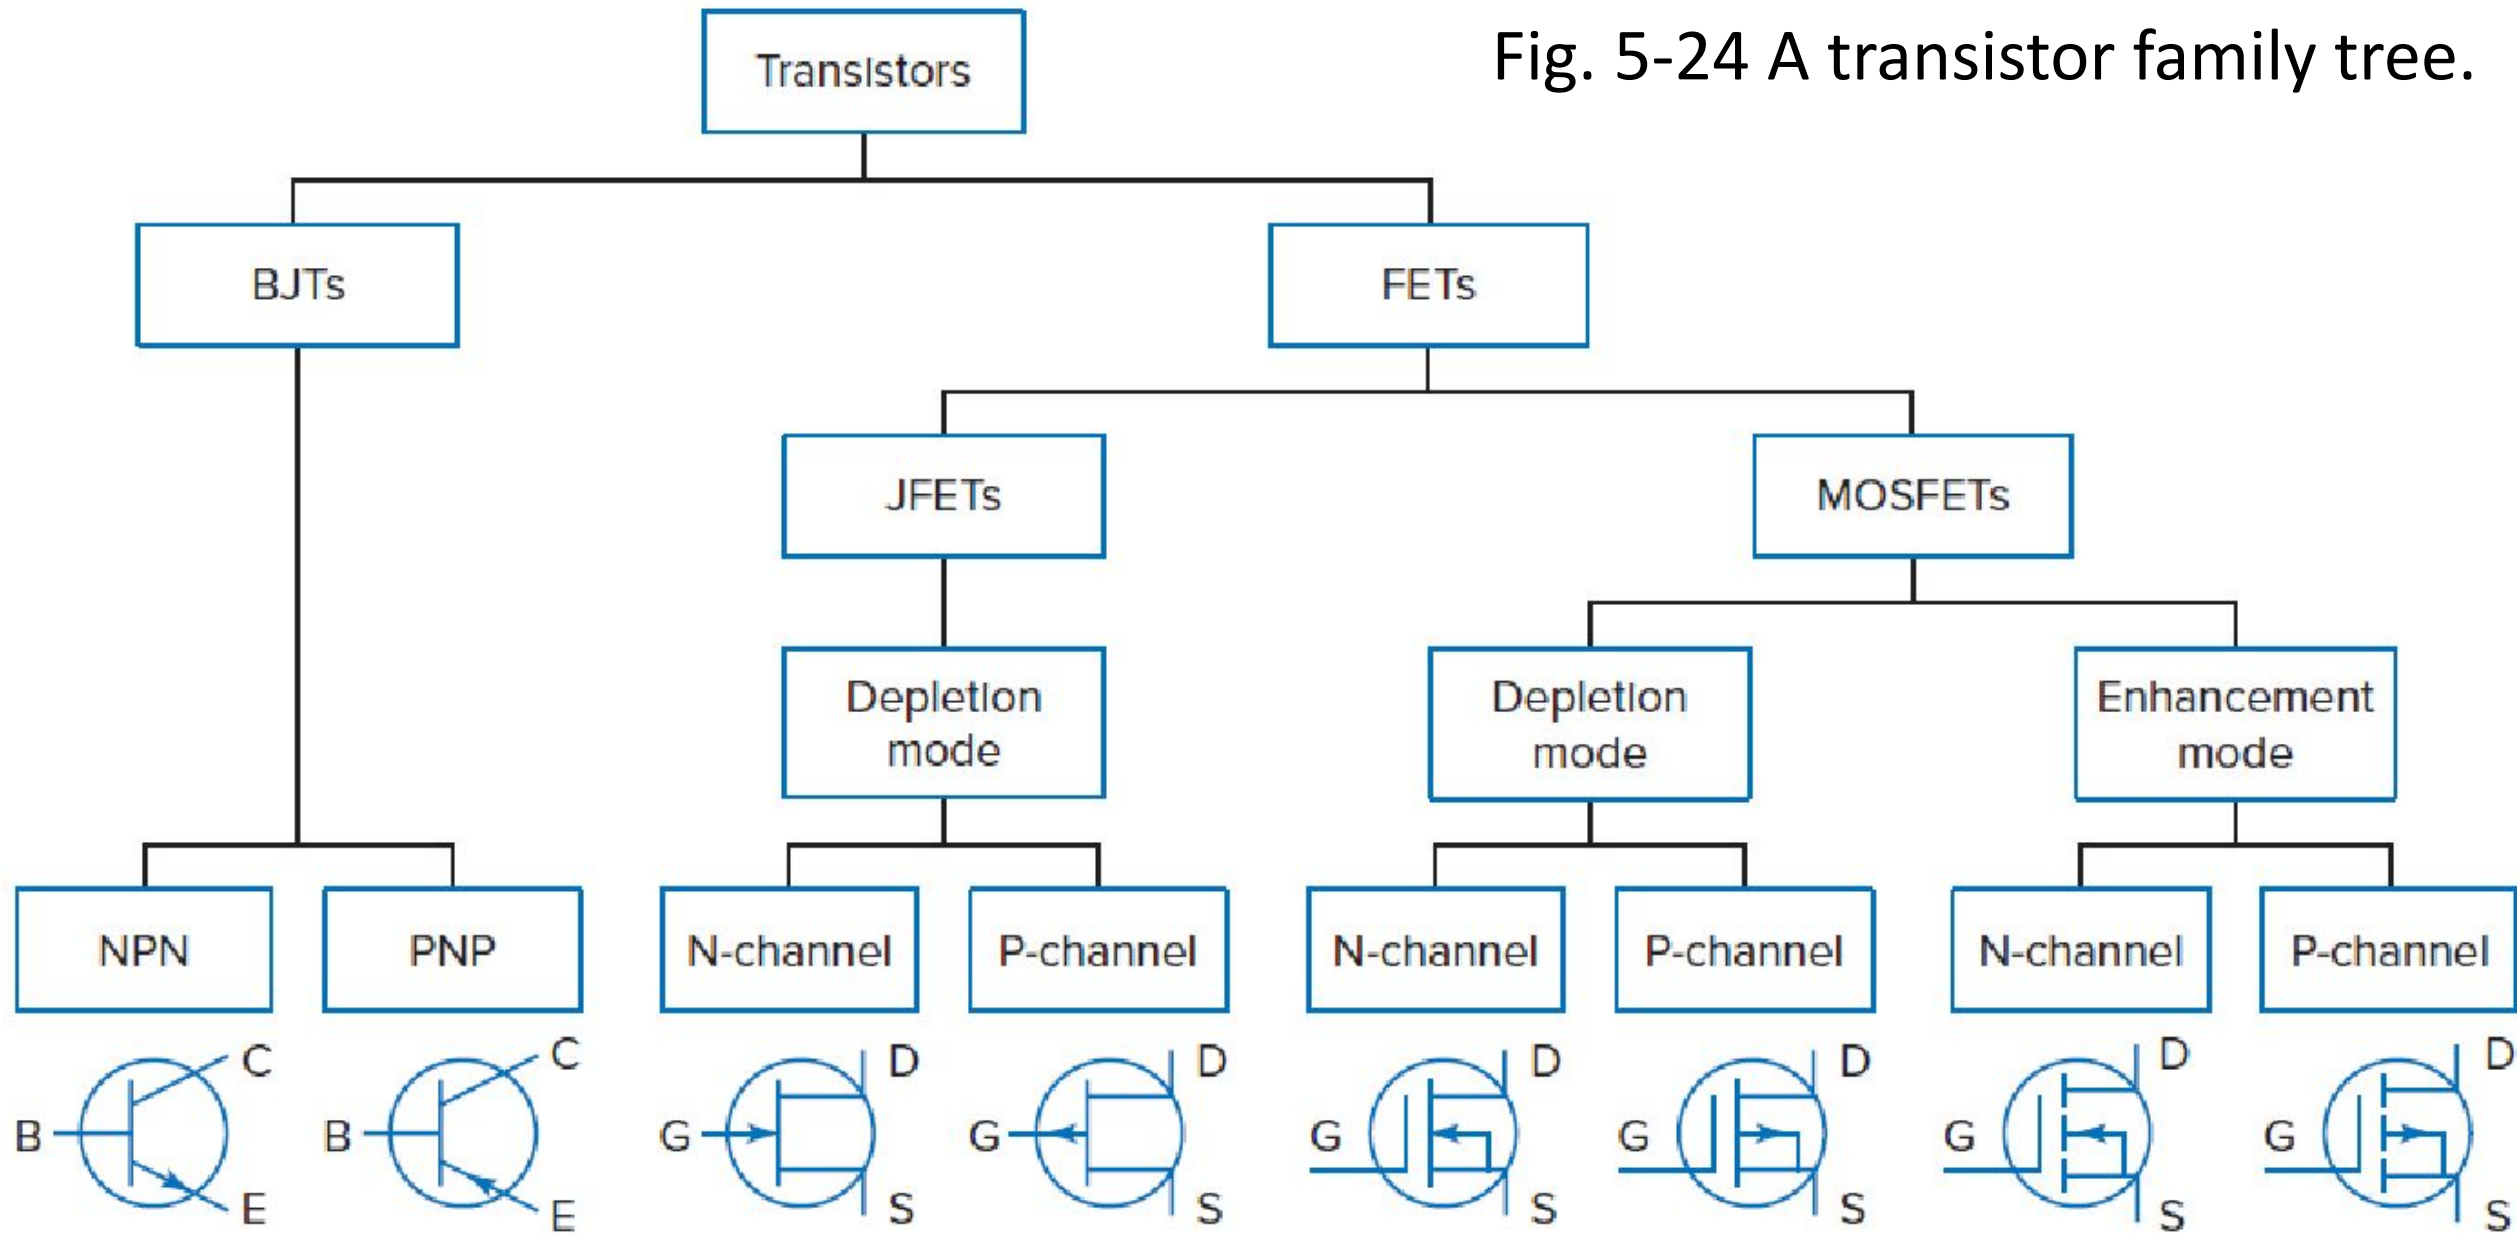 Fig. 5-24 A transistor family tree.
Transistors
BJTs
FETs
JFETs
MOSFETs
Depletion
mode
Depletion
mode
Enhancement
mode
NPN
PNP
N-channel
P-channel
N-channel
P-channel
N-channel
P-channel
C
B
E
C
B
E
D
G
S
D
G
S
D
G
S
D
G
S
D
G
S
D
G
S